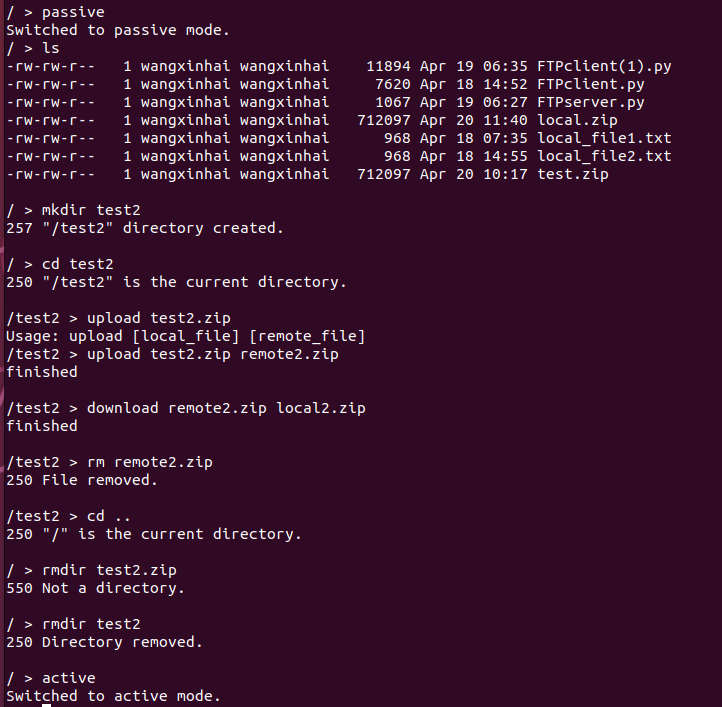 / > passive
Switched to passive mode.
/ > ls
-rw-rw-r--   1 wangxinhai wangxinhai    11894 Apr 19 06:35 FTPclient(1).py
-rw-rw-r--   1 wangxinhai wangxinhai     7620 Apr 18 14:52 FTPclient.py
-rw-rw-r--   1 wangxinhai wangxinhai     1067 Apr 19 06:27 FTPserver.py
-rw-rw-r--   1 wangxinhai wangxinhai   712097 Apr 20 11:40 local.zip
-rw-rw-r--   1 wangxinhai wangxinhai      968 Apr 18 07:35 local_file1.txt
-rw-rw-r--   1 wangxinhai wangxinhai      968 Apr 18 14:55 local_file2.txt
-rw-rw-r--   1 wangxinhai wangxinhai   712097 Apr 20 10:17 test.zip
/ > mkdir test2
257 "/test2" directory created.
/ > cd test2
250 "/test2" is the current directory.
/test2 > upload test2.zip
Usage: upload [local_file] [remote_file]
/test2 > upload test2.zip remote2.zip
finished
/test2 > download remote2.zip local2.zip
finished
/test2 > rm remote2.zip
250 File removed.
/test2 > cd ..
250 "/" is the current directory.
/ > rmdir test2.zip
550 Not a directory.
/ > rmdir test2
250 Directory removed.
/ > active
Switched to active mode.